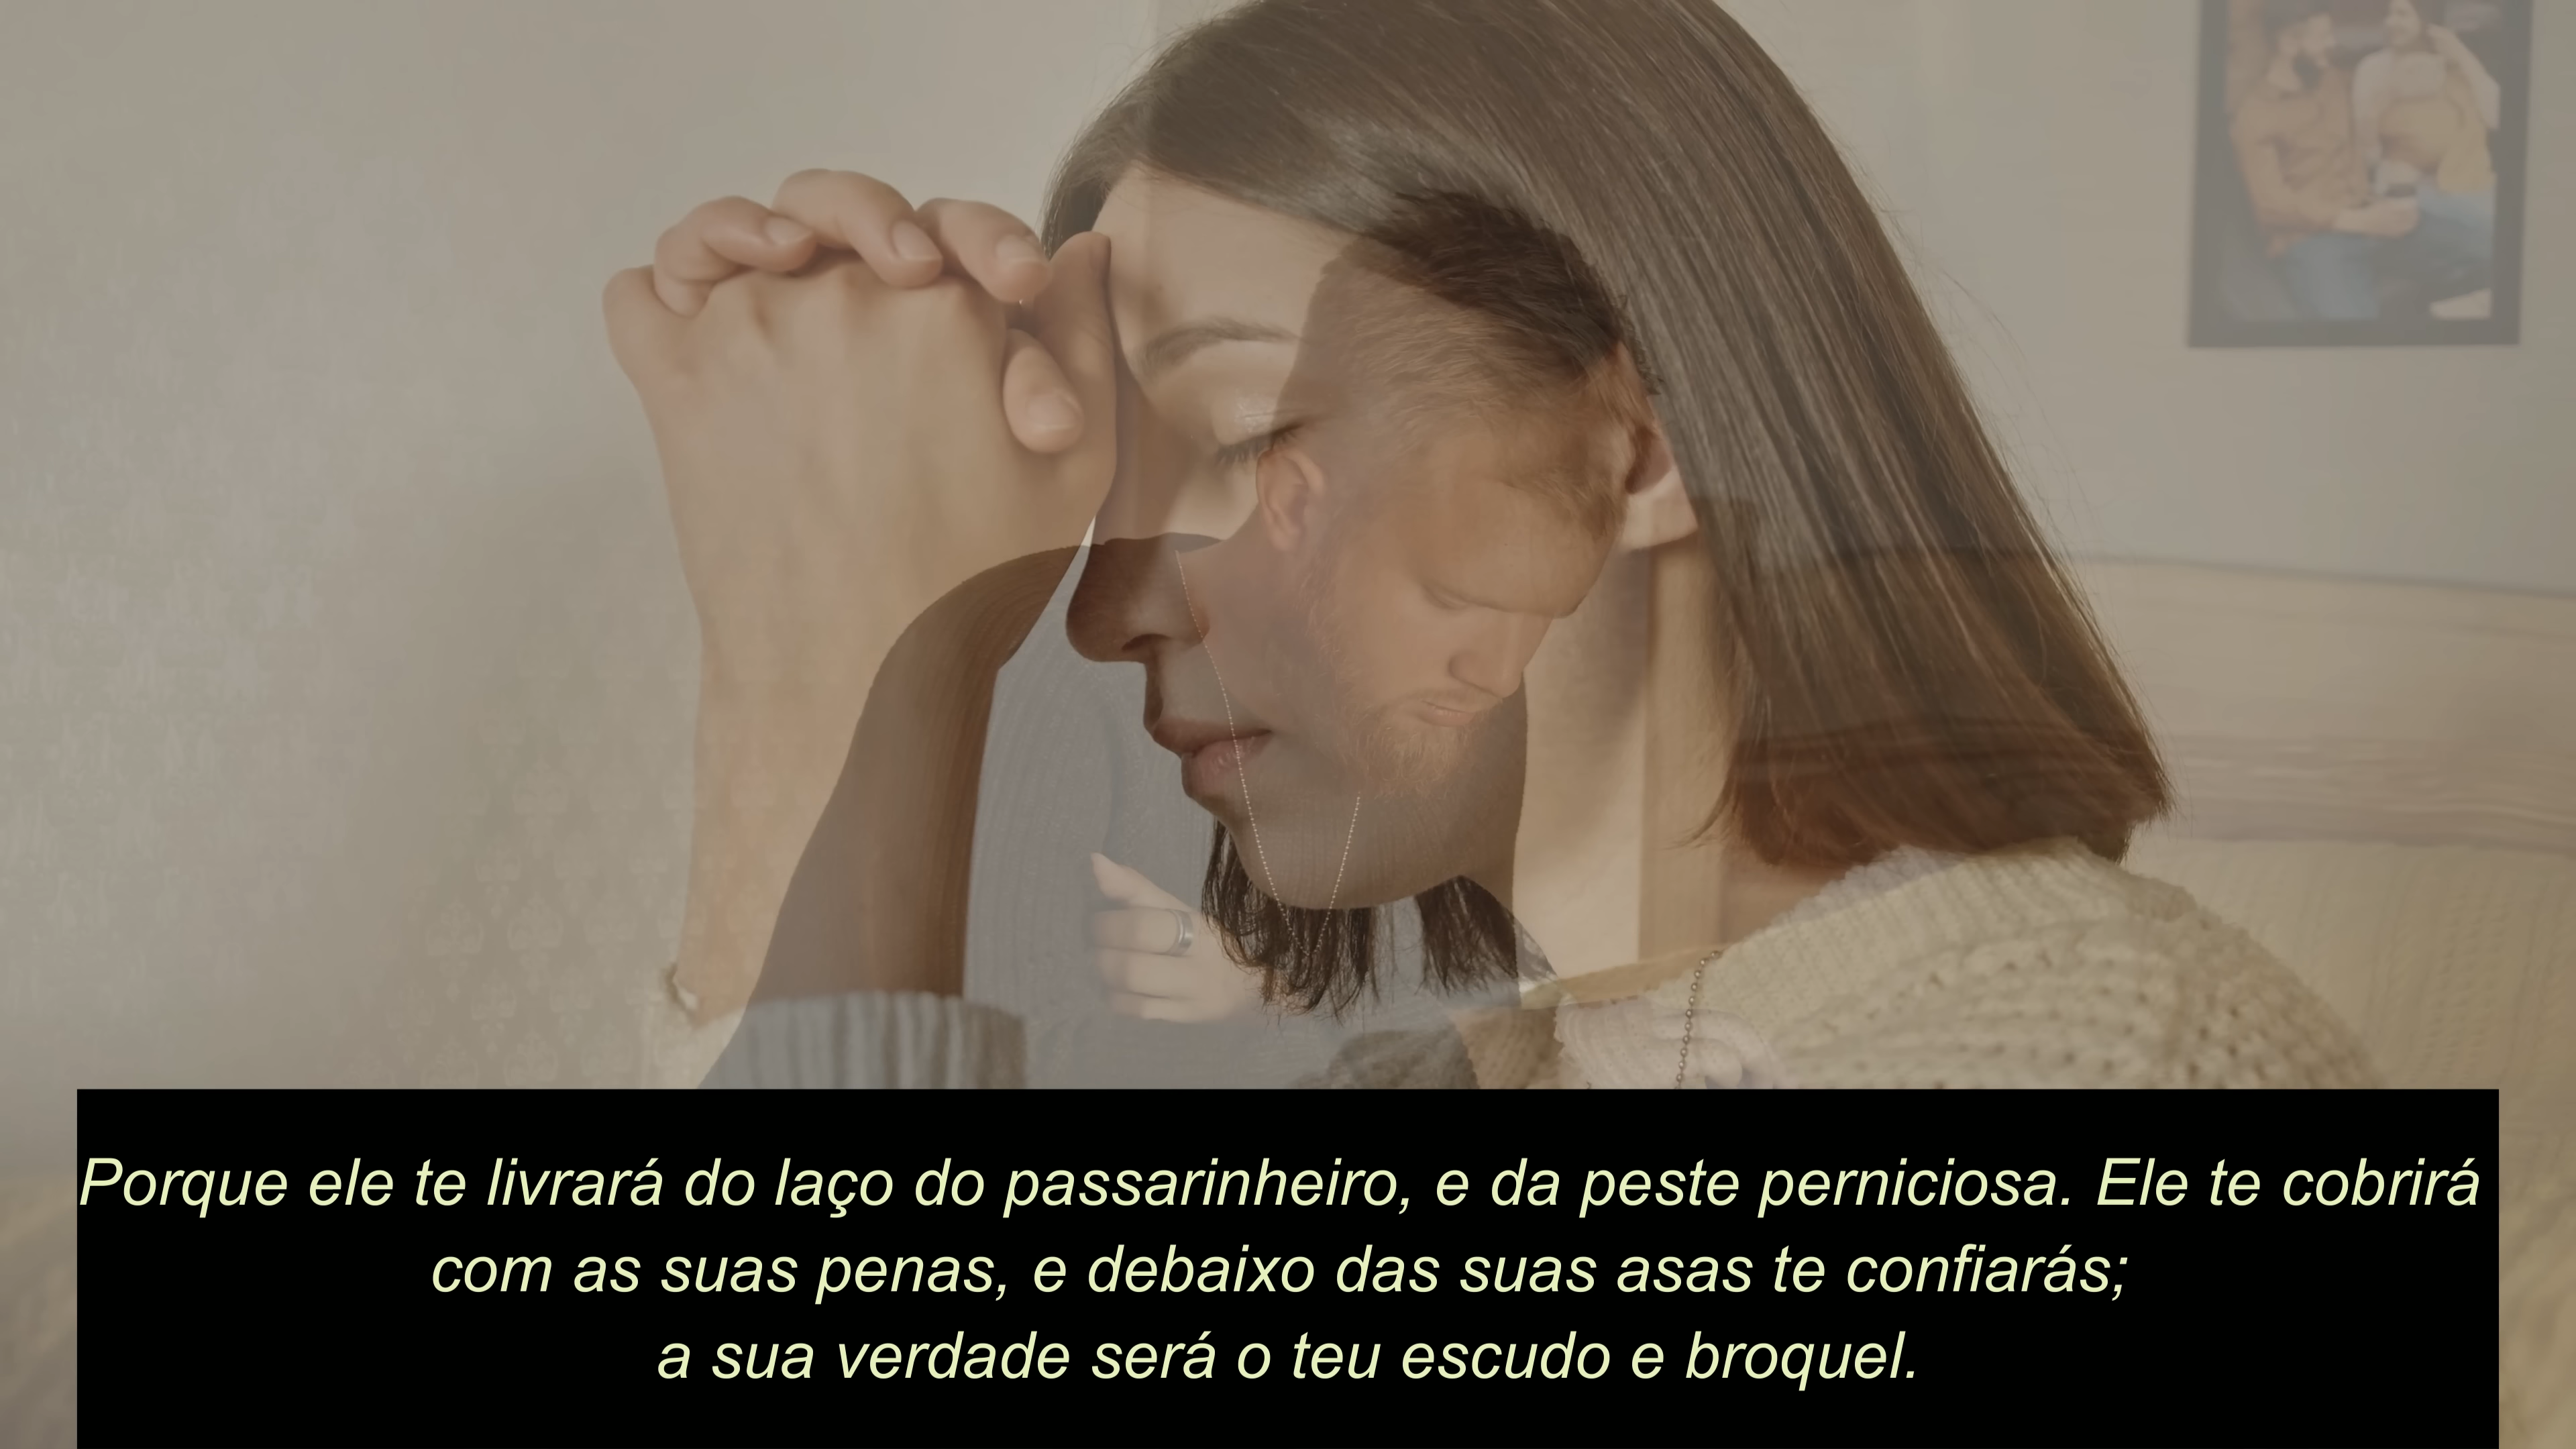 Porque ele te livrará do laço do passarinheiro, e da peste perniciosa. Ele te cobrirá
com as suas penas, e debaixo das suas asas te confiarás;
a sua verdade será o teu escudo e broquel.